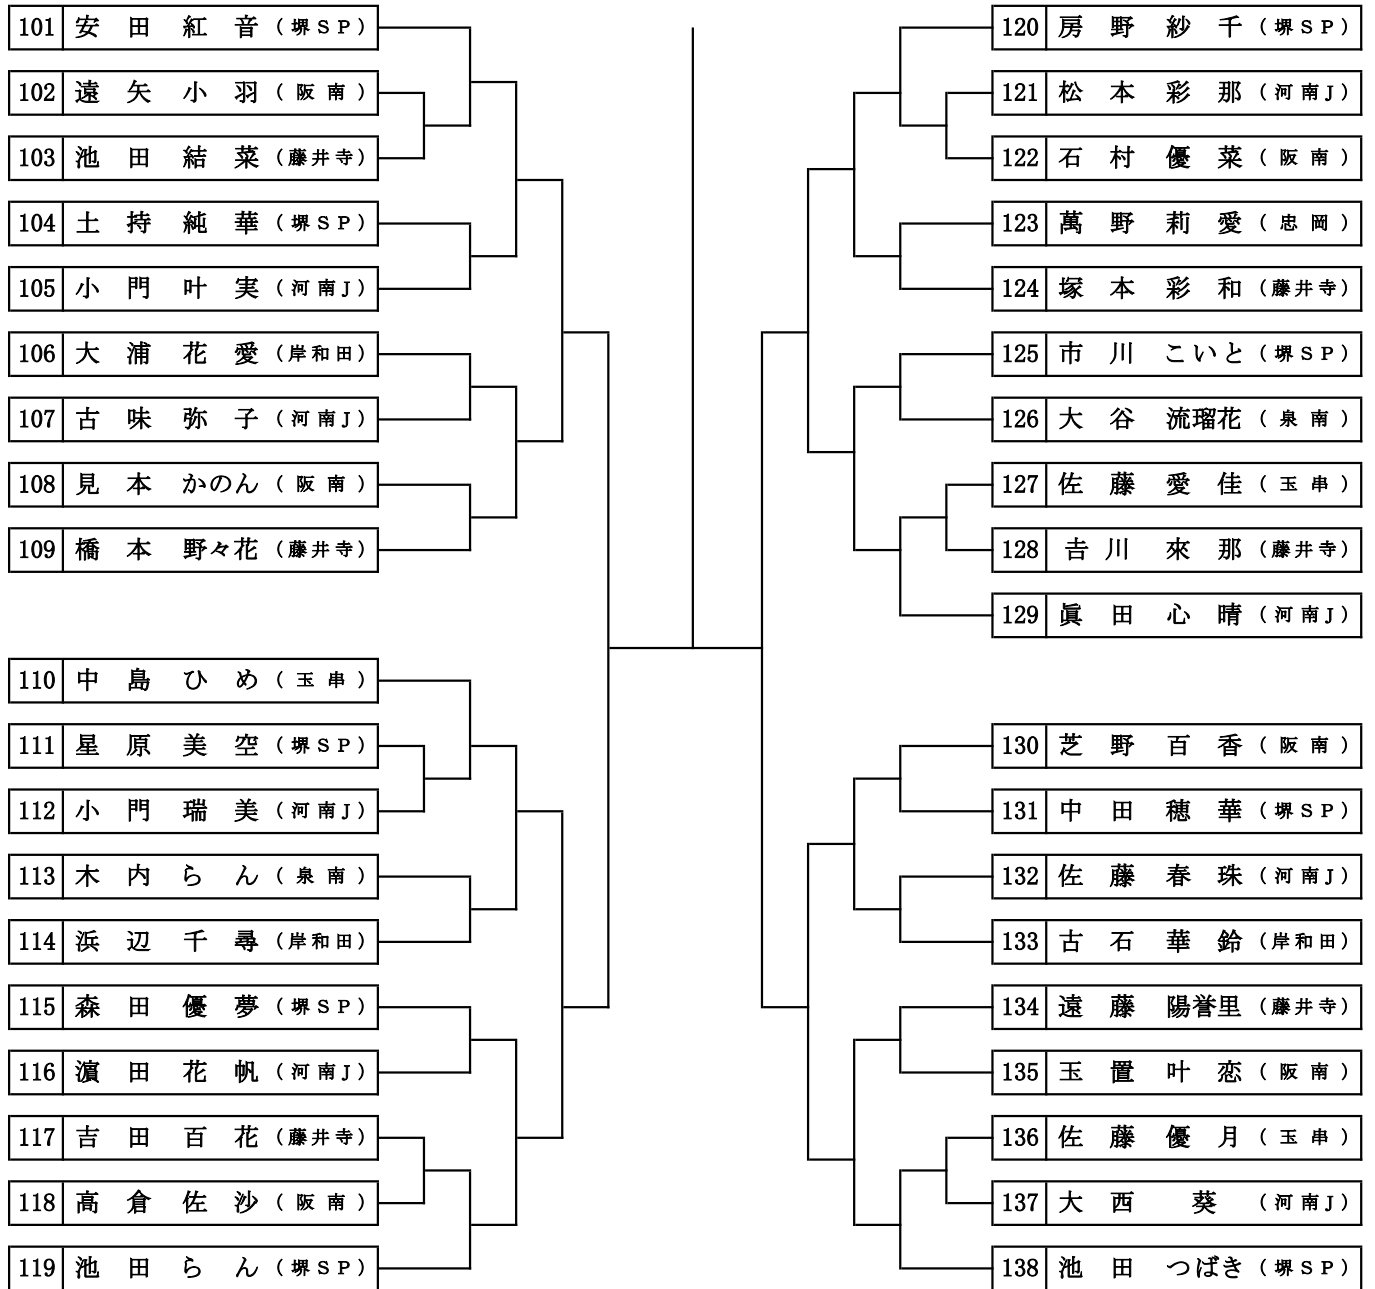 101 安田紅音 (堺SP)
102 遠矢小羽 (阪南)
103 池田結菜 (藤井寺)
104 土持純華 (堺SP)
105 小門叶実 (河南J)
106 大浦花愛 (岸和田)
107 古味弥子 (河南J)
108 見本かのん (阪南)
109 橋本野々花 (藤井寺)
110 中島ひめ (玉串)
111 星原美空 (堺SP)
112 小門瑞美 (河南J)
113 木内らん (泉南)
114 浜辺千尋 (岸和田)
115 森田優夢 (堺SP)
116 濵田花帆 (河南J)
117 吉田百花 (藤井寺)
118 高倉佐沙 (阪南)
119 池田らん (堺SP)
120 房野紗千 (堺SP)
121 松本彩那 (河南J)
122 石村優菜 (阪南)
123 萬野莉愛 (忠岡)
124 塚本彩和 (藤井寺)
125 市川こいと (堺SP)
126 大谷流瑠花 (泉南)
127 佐藤愛佳 (玉串)
128 𠮷川來那 (藤井寺)
129 眞田心晴 (河南J)
130 芝野百香 (阪南)
131 中田穂華 (堺SP)
132 佐藤春珠 (河南J)
133 古石華鈴 (岸和田)
134 遠藤陽誉里 (藤井寺)
135 玉置叶恋 (阪南)
136 佐藤優月 (玉串)
137 大西葵 (河南J)
138 池田つばき (堺SP)